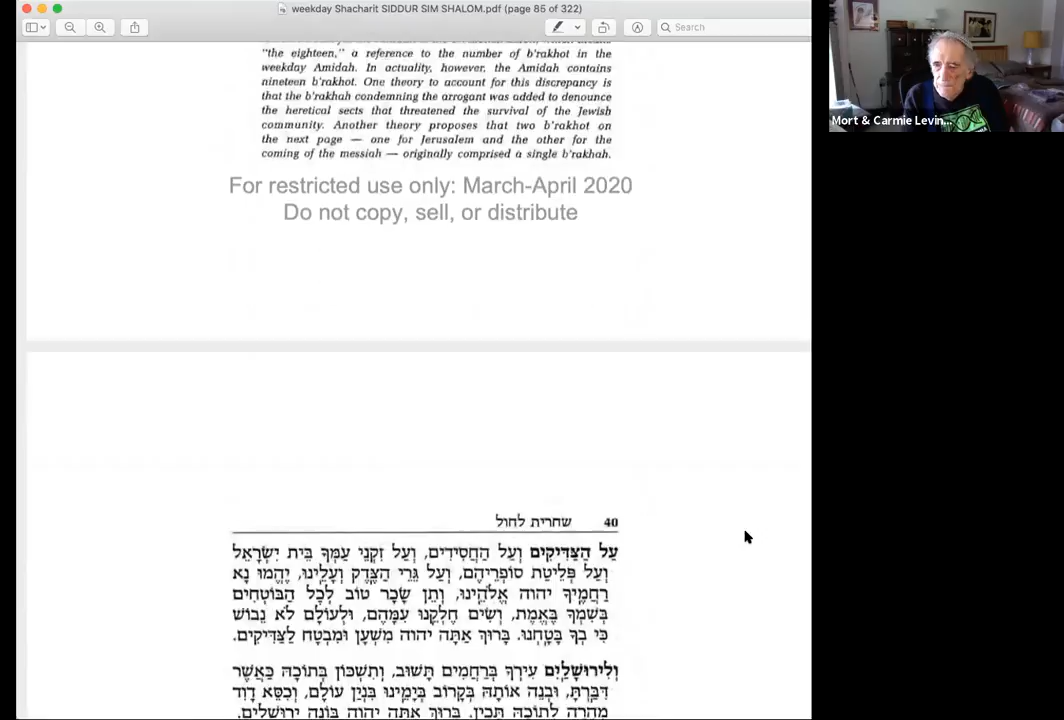 weekday Shacharit SIDDUR SIM SHALOM.pdf (page 85 of 322)
Search
"the eighteen," a reference to the number of b'rakhot in the
weekday Amidah. In actuality, however, the Amidah contains
nineteen b'rakhot. One theory to account for this discrepancy is
that the b'rakhah condemning the arrogant was added to denounce
the heretical sects that threatened the survival of the Jewish
community. Another theory proposes that two b'rakhot on
the next page — one for Jerusalem and the other for the
coming of the messiah — originally comprised a single b'rakhah.
For restricted use only: March-April 2020
Do not copy, sell, or distribute
40 שחרית לחול
עַל הַצַּדִּיקִים וְעַל הַחֲסִידִים, וְעַל זִקְנֵי עַמְּךָ בֵּית יִשְׂרָאֵל
וְעַל פְּלֵיטַת סוֹפְרֵיהֶם, וְעַל גֵּרֵי הַצֶּֽדֶק וְעָלֵֽינוּ, יֶהֱמוּ נָא
רַחֲמֶֽיךָ יהוה אֱלֹהֵֽינוּ, וְתֵן שָׂכָר טוֹב לְכָל הַבּוֹטְחִים
בְּשִׁמְךָ בֶּאֱמֶת, וְשִׂים חֶלְקֵֽנוּ עִמָּהֶם, וּלְעוֹלָם לֹא נֵבוֹשׁ
כִּי בְךָ בָּטָֽחְנוּ. בָּרוּךְ אַתָּה יהוה מִשְׁעָן וּמִבְטָח לַצַּדִּיקִים.
וְלִירוּשָׁלַֽיִם עִירְךָ בְּרַחֲמִים תָּשׁוּב, וְתִשְׁכּוֹן בְּתוֹכָהּ כַּאֲשֶׁר
דִּבַּֽרְתָּ, וּבְנֵה אוֹתָהּ בְּקָרוֹב בְּיָמֵֽינוּ בִּנְיַן עוֹלָם, וְכִסֵּא דָוִד
מְהֵרָה לְתוֹכָהּ תָּכִין. בָּרוּךְ אַתָּה יהוה בּוֹנֵה יְרוּשָׁלָֽיִם.
Mort & Carmie Levin...